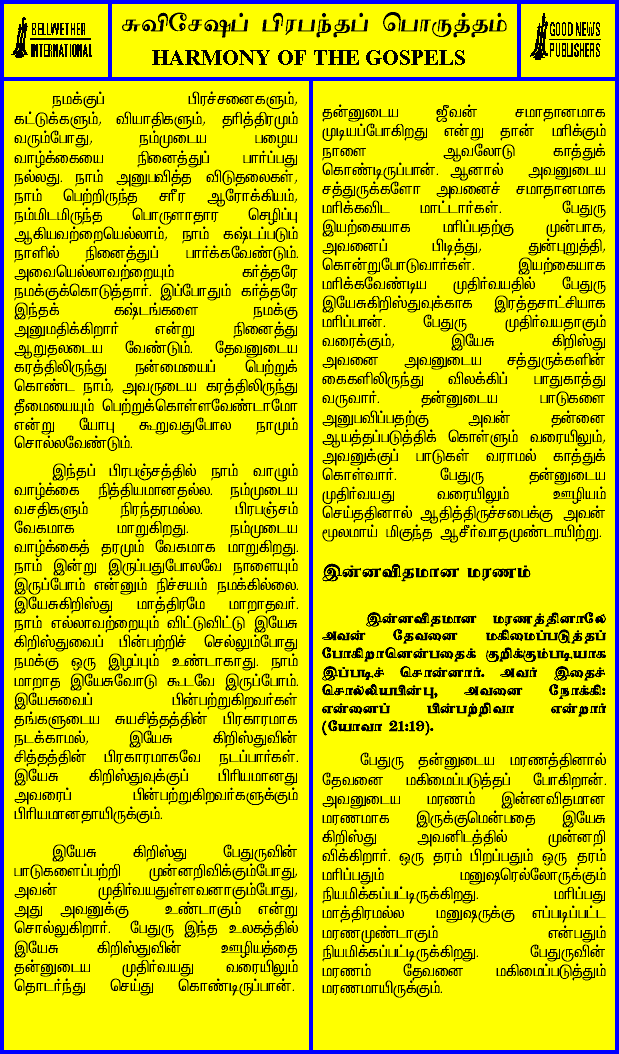 BELLWETHER
INTERNATIONAL
சுவிசேஷப் பிரபந்தப் பொருத்தம்
HARMONY OF THE GOSPELS
GOOD NEWS
PUBLISHERS
நமக்குப் பிரச்சனைகளும்,
கட்டுக்களும், வியாதிகளும், தரித்திரமும்
வரும்போது, நம்முடைய பழைய
வாழ்க்கையை நினைத்துப் பார்ப்பது
நல்லது. நாம் அனுபவித்த விடுதலைகள்,
நாம் பெற்றிருந்த சரீர ஆரோக்கியம்,
நம்மிடமிருந்த பொருளாதார செழிப்பு
ஆகியவற்றையெல்லாம், நாம் கஷ்டப்படும்
நாளில் நினைத்துப் பார்க்கவேண்டும்.
அவையெல்லாவற்றையும் கர்த்தரே
நமக்குக்கொடுத்தார். இப்போதும் கர்த்தரே
இந்தக் கஷ்டங்களை நமக்கு
அனுமதிக்கிறார் என்று நினைத்து
ஆறுதலடைய வேண்டும். தேவனுடைய
கரத்திலிருந்து நன்மையைப் பெற்றுக்
கொண்ட நாம், அவருடைய கரத்திலிருந்து
தீமையையும் பெற்றுக்கொள்ளவேண்டாமோ
என்று யோபு கூறுவதுபோல நாமும்
சொல்லவேண்டும்.
இந்தப் பிரபஞ்சத்தில் நாம் வாழும்
வாழ்க்கை நித்தியமானதல்ல. நம்முடைய
வசதிகளும் நிரந்தரமல்ல. பிரபஞ்சம்
வேகமாக மாறுகிறது. நம்முடைய
வாழ்க்கைத் தரமும் வேகமாக மாறுகிறது.
நாம் இன்று இருப்பதுபோலவே நாளையும்
இருப்போம் என்னும் நிச்சயம் நமக்கில்லை.
இயேசுகிறிஸ்து மாத்திரமே மாறாதவர்.
நாம் எல்லாவற்றையும் விட்டுவிட்டு இயேசு
கிறிஸ்துவைப் பின்பற்றிச் செல்லும்போது
நமக்கு ஒரு இழப்பும் உண்டாகாது. நாம்
மாறாத இயேசுவோடு கூடவே இருப்போம்.
இயேசுவைப் பின்பற்றுகிறவர்கள்
தங்களுடைய சுயசித்தத்தின் பிரகாரமாக
நடக்காமல், இயேசு கிறிஸ்துவின்
சித்தத்தின் பிரகாரமாகவே நடப்பார்கள்.
இயேசு கிறிஸ்துவுக்குப் பிரியமானது
அவரைப் பின்பற்றுகிறவர்களுக்கும்
பிரியமானதாயிருக்கும்.
இயேசு கிறிஸ்து பேதுருவின்
பாடுகளைப்பற்றி முன்னறிவிக்கும்போது,
அவன் முதிர்வயதுள்ளவனாகும்போது,
அது அவனுக்கு உண்டாகும் என்று
சொல்லுகிறார். பேதுரு இந்த உலகத்தில்
இயேசு கிறிஸ்துவின் ஊழியத்தை
தன்னுடைய முதிர்வயது வரையிலும்
தொடர்ந்து செய்து கொண்டிருப்பான்.
தன்னுடைய ஜீவன் சமாதானமாக
முடியப்போகிறது என்று தான் மரிக்கும்
நாளை ஆவலோடு காத்துக்
கொண்டிருப்பான். ஆனால் அவனுடைய
சத்துருக்களோ அவனைச் சமாதானமாக
மரிக்கவிட மாட்டார்கள். பேதுரு
இயற்கையாக மரிப்பதற்கு முன்பாக,
அவனைப் பிடித்து, துன்புறுத்தி,
கொன்றுபோடுவார்கள். இயற்கையாக
மரிக்கவேண்டிய முதிர்வயதில் பேதுரு
இயேசுகிறிஸ்துவுக்காக இரத்தசாட்சியாக
மரிப்பான். பேதுரு முதிர்வயதாகும்
வரைக்கும், இயேசு கிறிஸ்து
அவனை அவனுடைய சத்துருக்களின்
கைகளிலிருந்து விலக்கிப் பாதுகாத்து
வருவார். தன்னுடைய பாடுகளை
அனுபவிப்பதற்கு அவன் தன்னை
ஆயத்தப்படுத்திக் கொள்ளும் வரையிலும்,
அவனுக்குப் பாடுகள் வராமல் காத்துக்
கொள்வார். பேதுரு தன்னுடைய
முதிர்வயது வரையிலும் ஊழியம்
செய்ததினால் ஆதித்திருச்சபைக்கு அவன்
மூலமாய் மிகுந்த ஆசீர்வாதமுண்டாயிற்று.
இன்னவிதமான மரணம்
இன்னவிதமான மரணத்தினாலே
அவன் தேவனை மகிமைப்படுத்தப்
போகிறானென்பதைக் குறிக்கும்படியாக
இப்படிச் சொன்னார். அவர் இதைச்
சொல்லியபின்பு, அவனை நோக்கி:
என்னைப் பின்பற்றிவா என்றார்
(யோவா 21:19).
பேதுரு தன்னுடைய மரணத்தினால்
தேவனை மகிமைப்படுத்தப் போகிறான்.
அவனுடைய மரணம் இன்னவிதமான
மரணமாக இருக்குமென்பதை இயேசு
கிறிஸ்து அவனிடத்தில் முன்னறி
விக்கிறார். ஒரு தரம் பிறப்பதும் ஒரு தரம்
மரிப்பதும் மனுஷரெல்லோருக்கும்
நியமிக்கப்பட்டிருக்கிறது. மரிப்பது
மாத்திரமல்ல மனுஷருக்கு எப்படிப்பட்ட
மரணமுண்டாகும் என்பதும்
நியமிக்கப்பட்டிருக்கிறது. பேதுருவின்
மரணம் தேவனை மகிமைப்படுத்தும்
மரணமாயிருக்கும்.